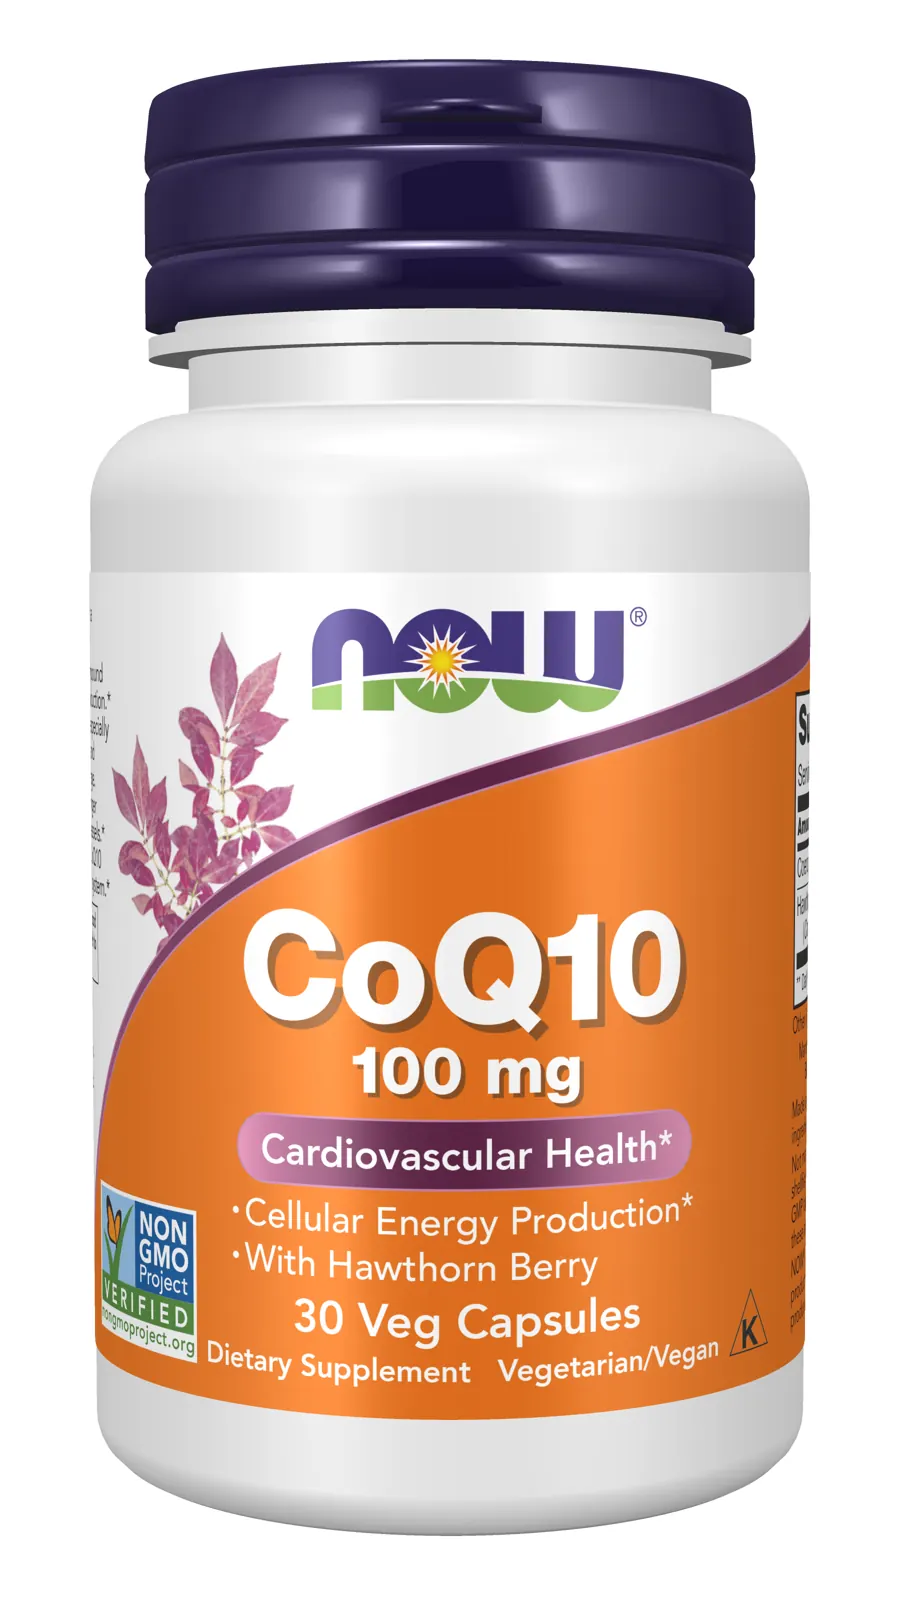 now®
CoQ10
100 mg
Cardiovascular Health*
•Cellular Energy Production*
•With Hawthorn Berry
30 Veg Capsules
Dietary Supplement Vegetarian/Vegan
K
NON
GMO
Project
VERIFIED
nongmoproject.org